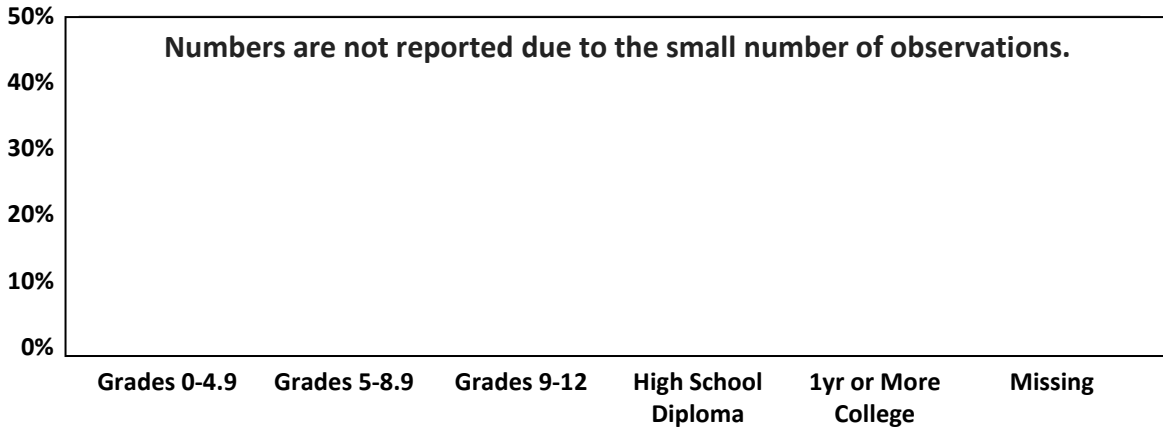 50%
Numbers are not reported due to the small number of observations.
40%
30%
20%
10%
0%
Grades 0-4.9
Grades 5-8.9
Grades 9-12
High School
Diploma
1yr or More
College
Missing